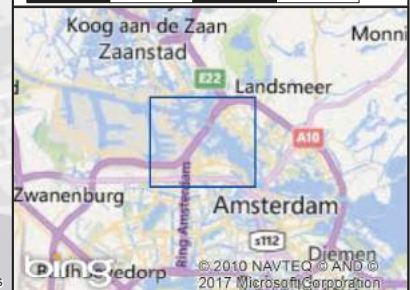 Koog aan de Zaan
Zaanstad
Monni
E22
Landsmeer
A10
Zwanenburg
Ring Amsterdam
Amsterdam
s112
Diemen
bing
© 2010 NAVTEQ © AND ©
2017 Microsoft Corporation
s